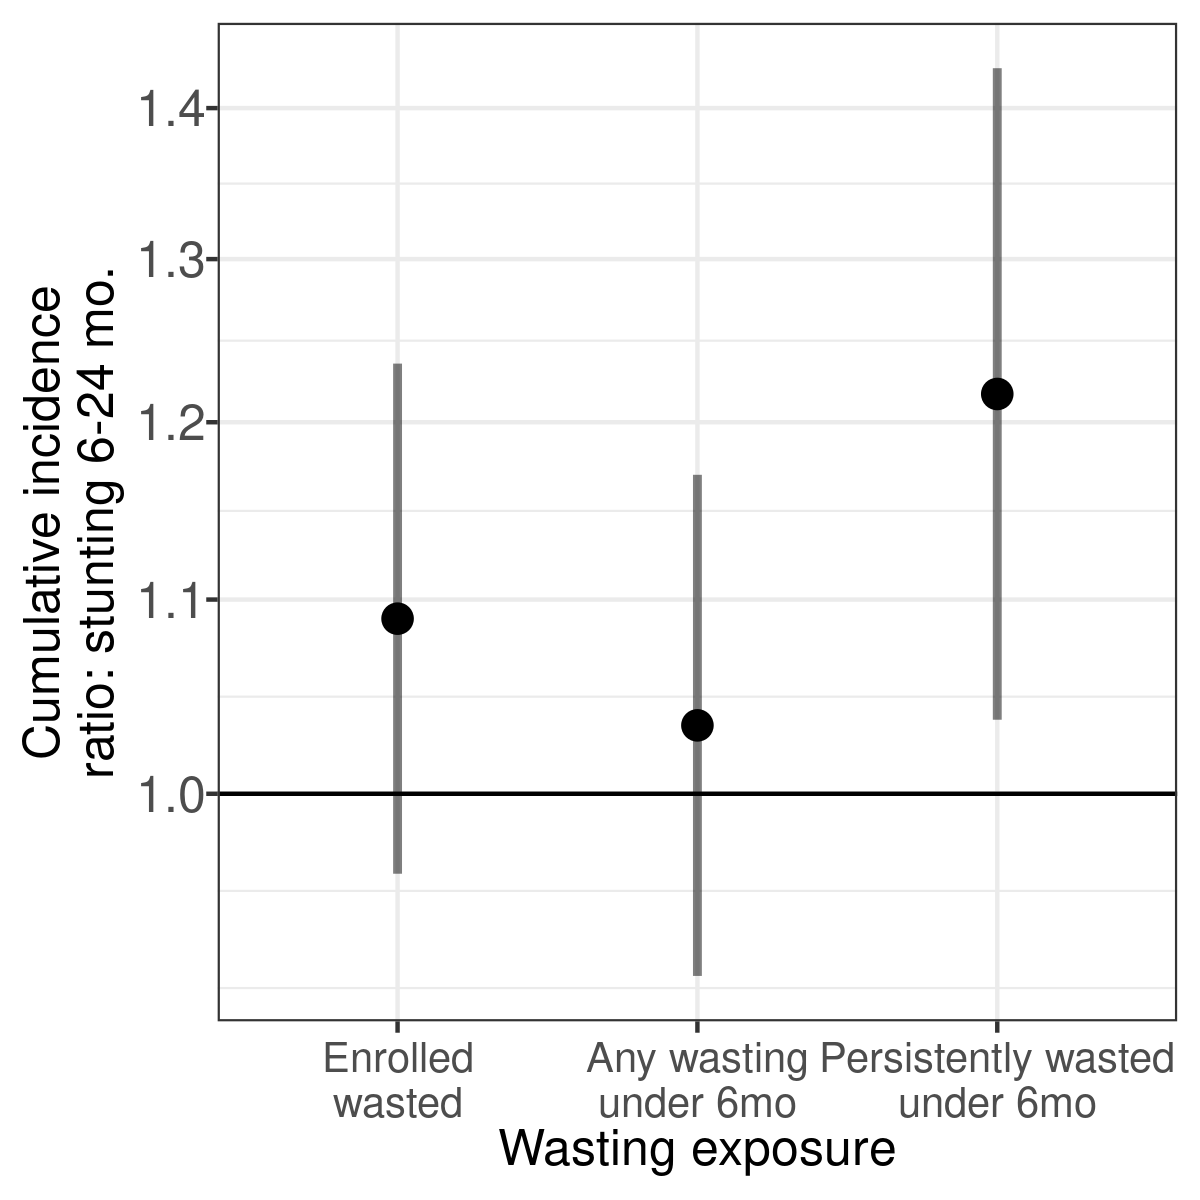 Cumulative incidence
ratio: stunting 6-24 mo.
1.4
1.3
1.2
1.1
1.0
Enrolled
wasted
Any wasting
under 6mo
Persistently wasted
under 6mo
Wasting exposure